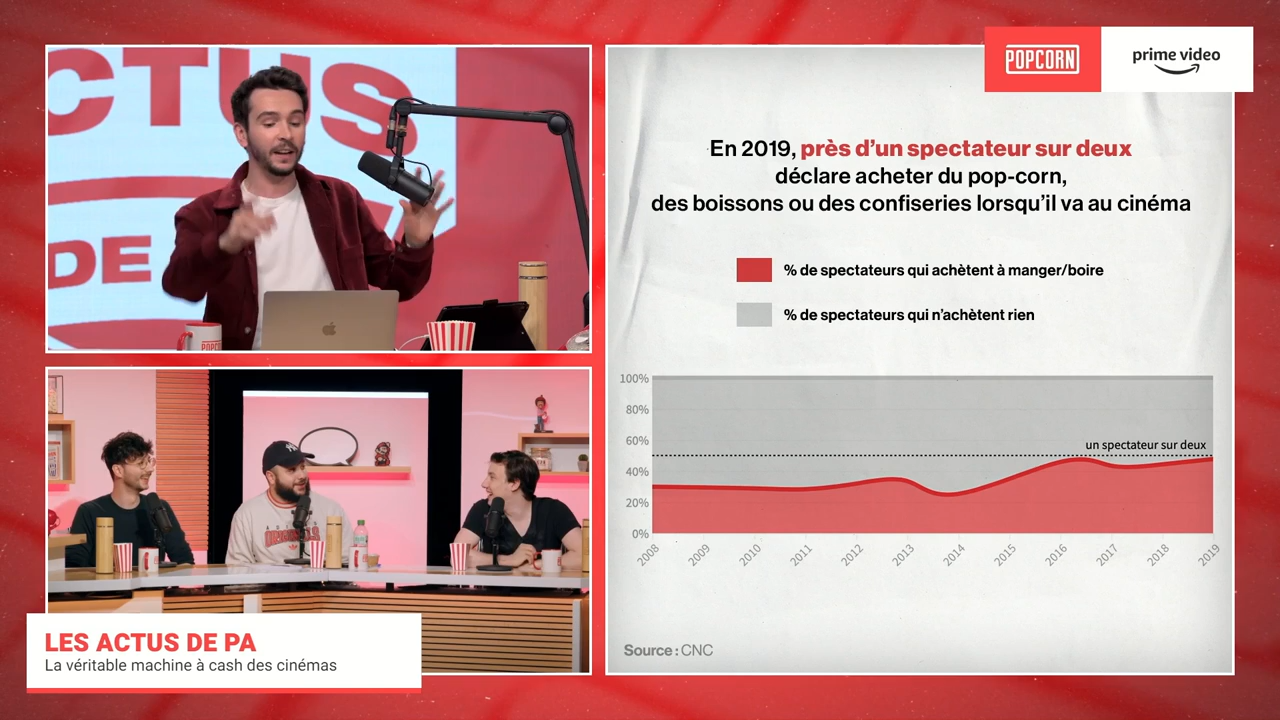 CTUS
DE
POPCORN
prime video
En 2019, près d'un spectateur sur deux
déclare acheter du pop-corn,
des boissons ou des confiseries lorsqu'il va au cinéma
% de spectateurs qui achètent à manger/boire
% de spectateurs qui n'achètent rien
100%
80%
60%
40%
20%
0%
un spectateur sur deux
2008
2009
2010
2011
2012
2013
2014
2015
2016
2017
2018
2019
Source : CNC
ORIGINALS
LES ACTUS DE PA
La véritable machine à cash des cinémas